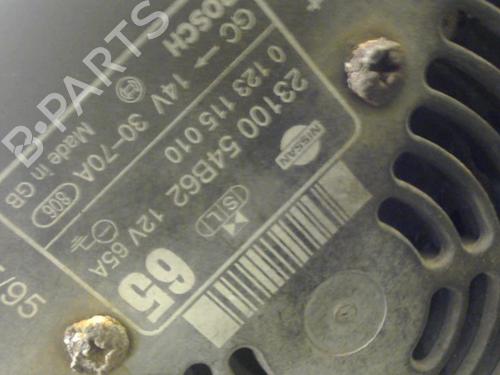 BOSCH
GC → 14V 30-70A
Made in GB
0 123 115 010
806
23100 54B62
12V 65A
NISSAN
SILI
65
/95
B-PARTS